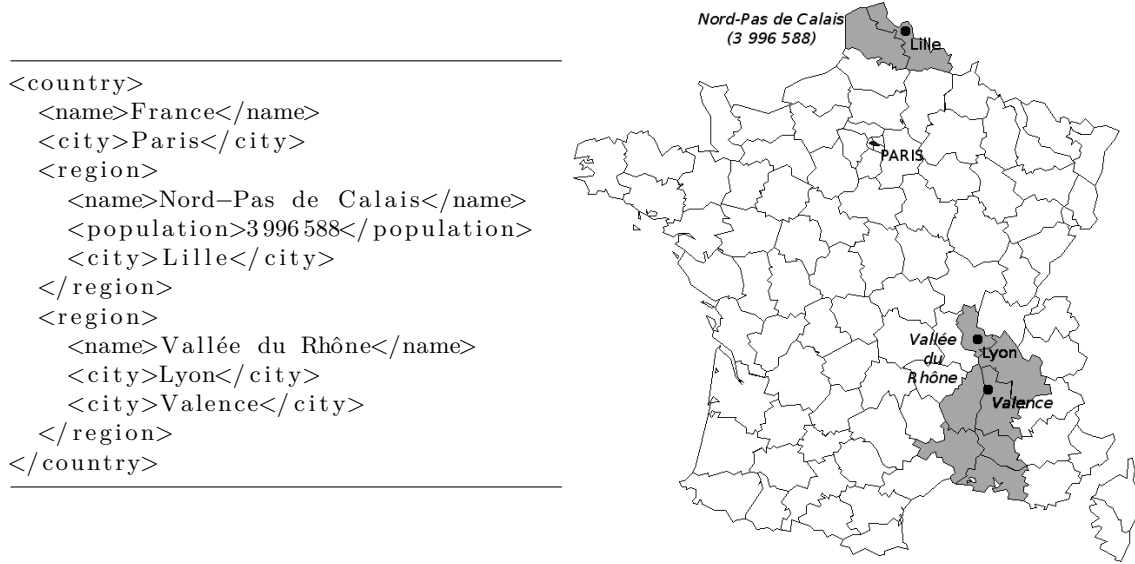 <country>
<name>France</name>
<city>Paris</city>
<region>
<name>Nord–Pas de Calais</name>
<population>3 996 588</population>
<city>Lille</city>
</region>
<region>
<name>Vallée du Rhône</name>
<city>Lyon</city>
<city>Valence</city>
</region>
</country>
Nord-Pas de Calais
(3 996 588)
Lille
PARIS
Vallée
du
Rhône
Lyon
Valence